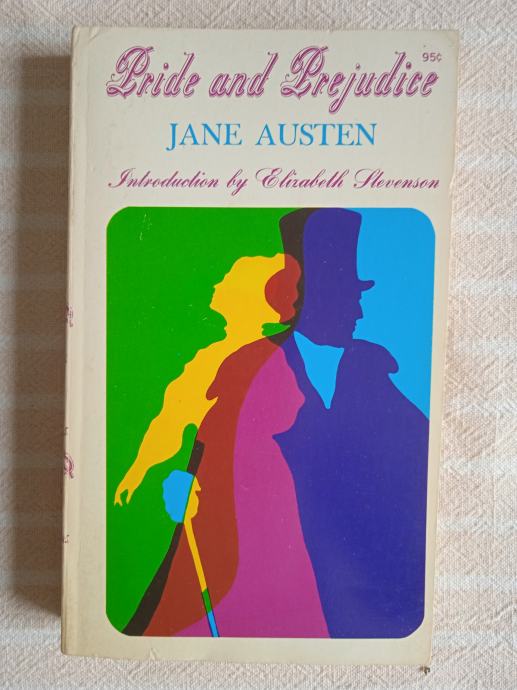 95¢
Pride and Prejudice
JANE AUSTEN
Introduction by Elizabeth Stevenson